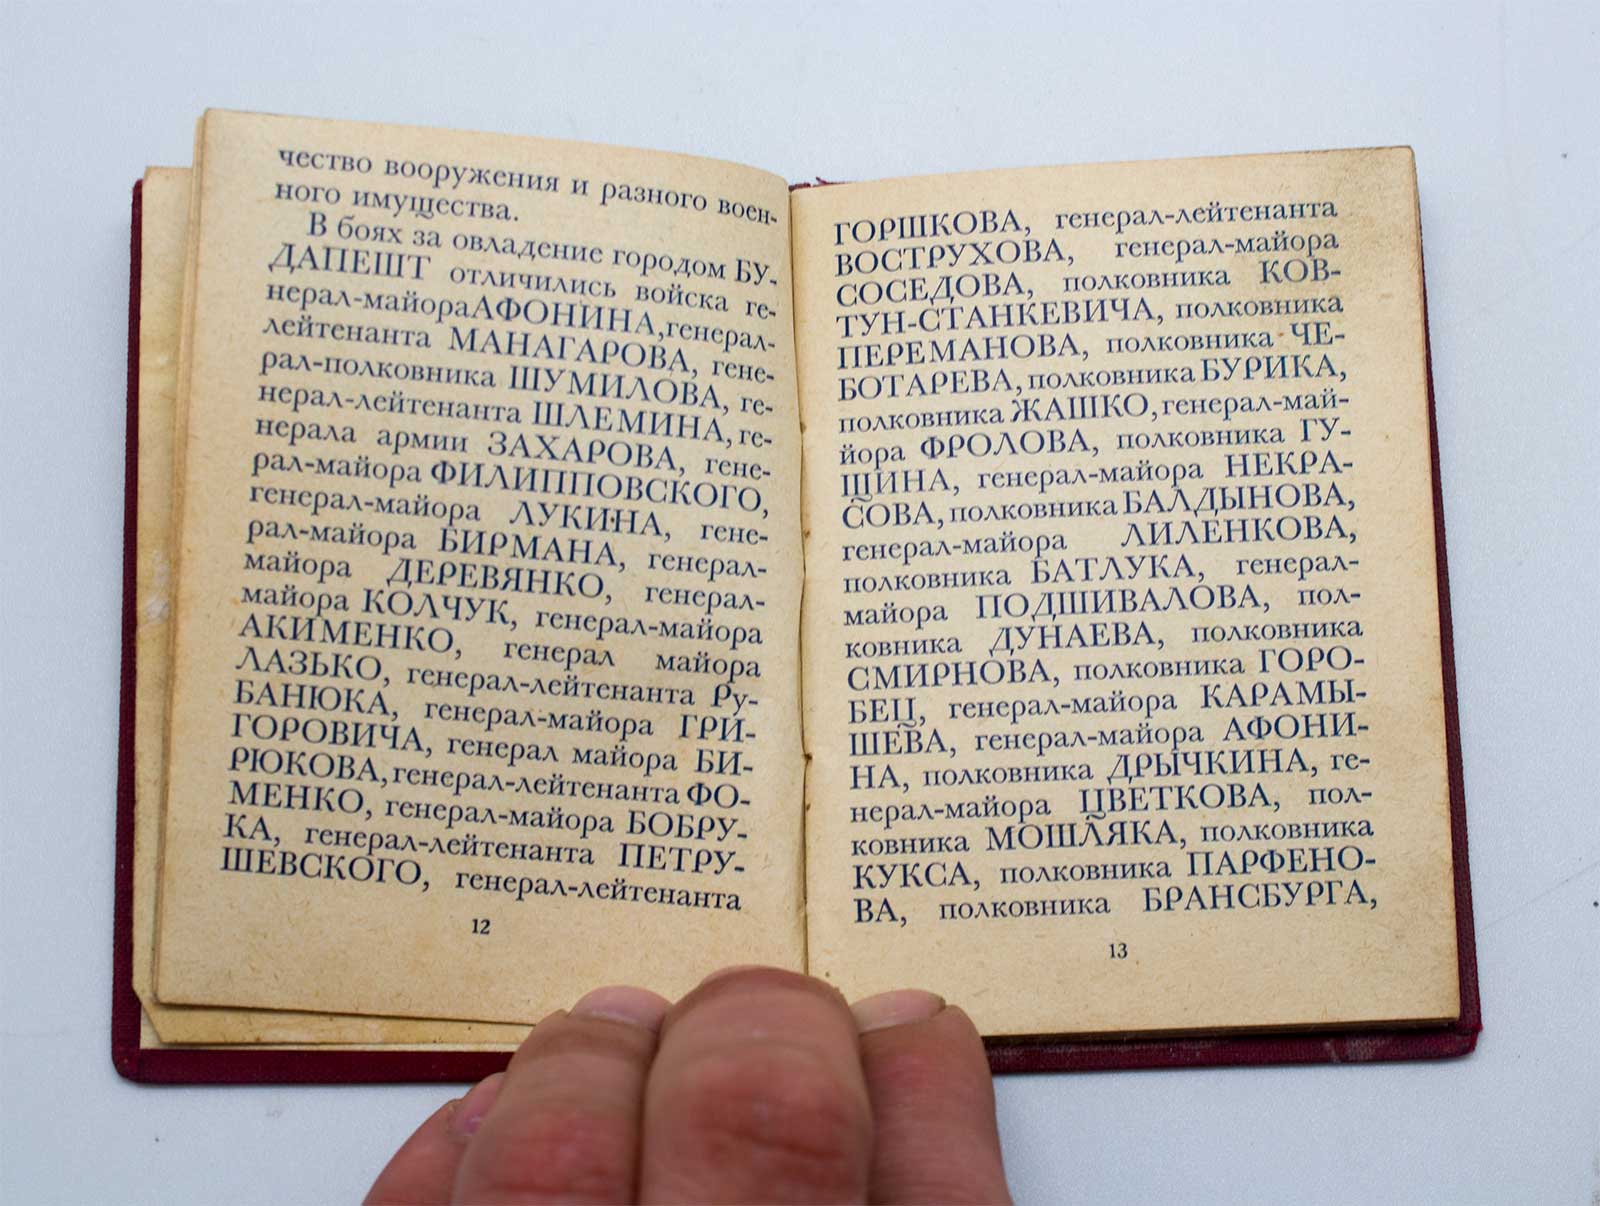 чество вооружения и разного воен-
ного имущества.
В боях за овладение городом БУ-
ДАПЕШТ отличились войска ге-
нерал-майора АФОНИНА, генерал-
лейтенанта МАНАГАРОВА, гене-
рал-полковника ШУМИЛОВА, ге-
нерал-лейтенанта ШЛЕМИНА, ге-
нерала армии ЗАХАРОВА, гене-
рал-майора ФИЛИППОВСКОГО,
генерал-майора ЛУКИНА, гене-
рал-майора БИРМАНА, генерал-
майора ДЕРЕВЯНКО, генерал-
майора КОЛЧУК, генерал-майора
АКИМЕНКО, генерал майора
ЛАЗЬКО, генерал-лейтенанта Ру-
БАНЮКА, генерал-майора ГРИ-
ГОРОВИЧА, генерал майора БИ-
РЮКОВА, генерал-лейтенанта ФО-
МЕНКО, генерал-майора БОБРУ-
КА, генерал-лейтенанта ПЕТРУ-
ШЕВСКОГО, генерал-лейтенанта
12
ГОРШКОВА, генерал-лейтенанта
ВОСТРУХОВА, генерал-майора
СОСЕДОВА, полковника КОВ-
ТУН-СТАНКЕВИЧА, полковника
ПЕРЕМАНОВА, полковника ЧЕ-
БОТАРЕВА, полковника БУРИКА,
полковника ЖАШКО, генерал-май-
йора ФРОЛОВА, полковника ГУ-
ЩИНА, генерал-майора НЕКРА-
СОВА, полковника БАЛДЫНОВА,
генерал-майора ЛИЛЕНКОВА,
полковника БАТЛУКА, генерал-
майора ПОДШИВАЛОВА, пол-
ковника ДУНАЕВА, полковника
СМИРНОВА, полковника ГОРО-
БЕЦ, генерал-майора КАРАМЫ-
ШЕВА, генерал-майора АФОНИ-
НА, полковника ДРЫЧКИНА, ге-
нерал-майора ЦВЕТКОВА, пол-
ковника МОШЛЯКА, полковника
КУКСА, полковника ПАРФЕНО-
ВА, полковника БРАНСБУРГА,
13